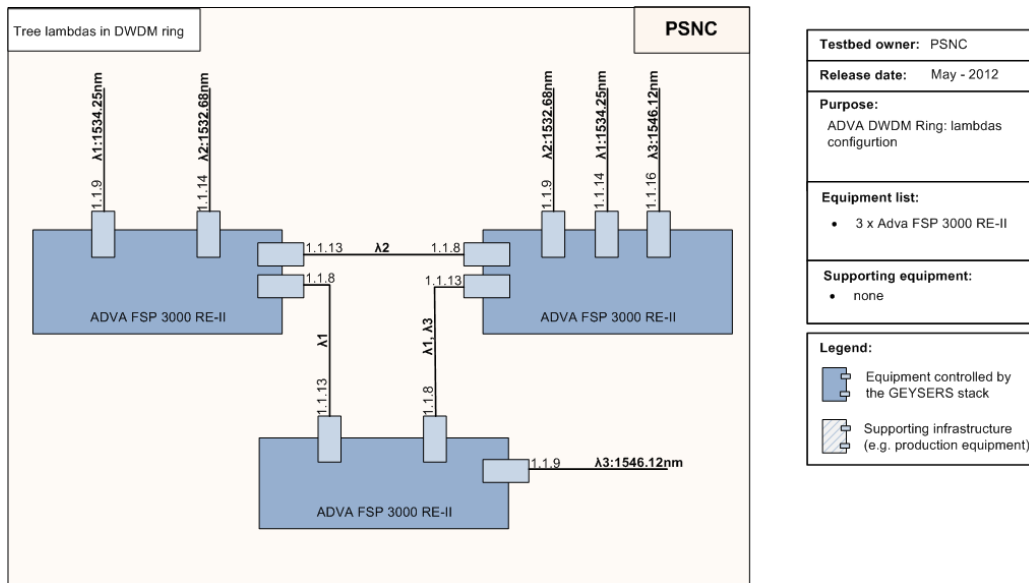 Tree lambdas in DWDM ring
PSNC
λ1:1534.25nm
λ2:1532.68nm
λ2:1532.68nm
λ1:1534.25nm
λ3:1546.12nm
1.1.9
1.1.14
1.1.9
1.1.14
1.1.16
1.1.13
λ2
1.1.8
1.1.8
1.1.13
ADVA FSP 3000 RE-II
ADVA FSP 3000 RE-II
λ1
λ1, λ3
1.1.13
1.1.8
1.1.9
λ3:1546.12nm
ADVA FSP 3000 RE-II
Testbed owner: PSNC
Release date: May - 2012
Purpose:
ADVA DWDM Ring: lambdas
configurtion
Equipment list:
• 3 x Adva FSP 3000 RE-II
Supporting equipment:
• none
Legend:
Equipment controlled by
the GEYSERS stack
Supporting infrastructure
(e.g. production equipment)